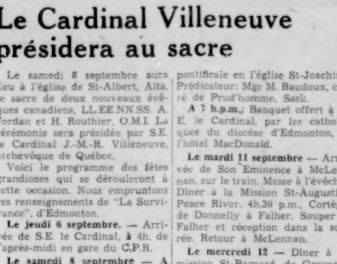 Le Cardinal Villeneuve
présidera au sacre
Le samedi 8 septembre aura
lieu à l'église de St-Albert, Alta.
le sacre de deux nouveaux évê-
ques canadiens, LL.EE.NN.SS. A.
Jordan et H. Routhier, O.M.I. La
cérémonie sera présidée par S.E.
le Cardinal J.-M.-R. Villeneuve,
archevêque de Québec.
Voici le programme des fêtes
grandioses qui se dérouleront à
cette occasion. Nous empruntons
ces renseignements de "La Survi-
vance", d'Edmonton.
Le jeudi 6 septembre. — Arri-
vée de S.E. le Cardinal, à 4h. de
l'après-midi en gare du C.P.R.
Le samedi 8 septembre. — A
pontificale en l'église St-Joachi
Prédicateur: Mgr M. Baudoux, c
ré de Prud'homme, Sask.
A 7 h.p.m.: Banquet offert à
E. le Cardinal, par les catho
ques du diocèse d'Edmonton,
l'hôtel MacDonald.
Le mardi 11 septembre — Arr
vée de Son Eminence à McLe
nan, sur le train. Messe à l'évêch
Dîner à la Mission St-August
Peace River. 4h.30 p.m., Cortè
de Donnelly à Falher. Souper
Falher et réception dans la so
rée. Retour à McLennan.
Le mercredi 12 — Dîner à